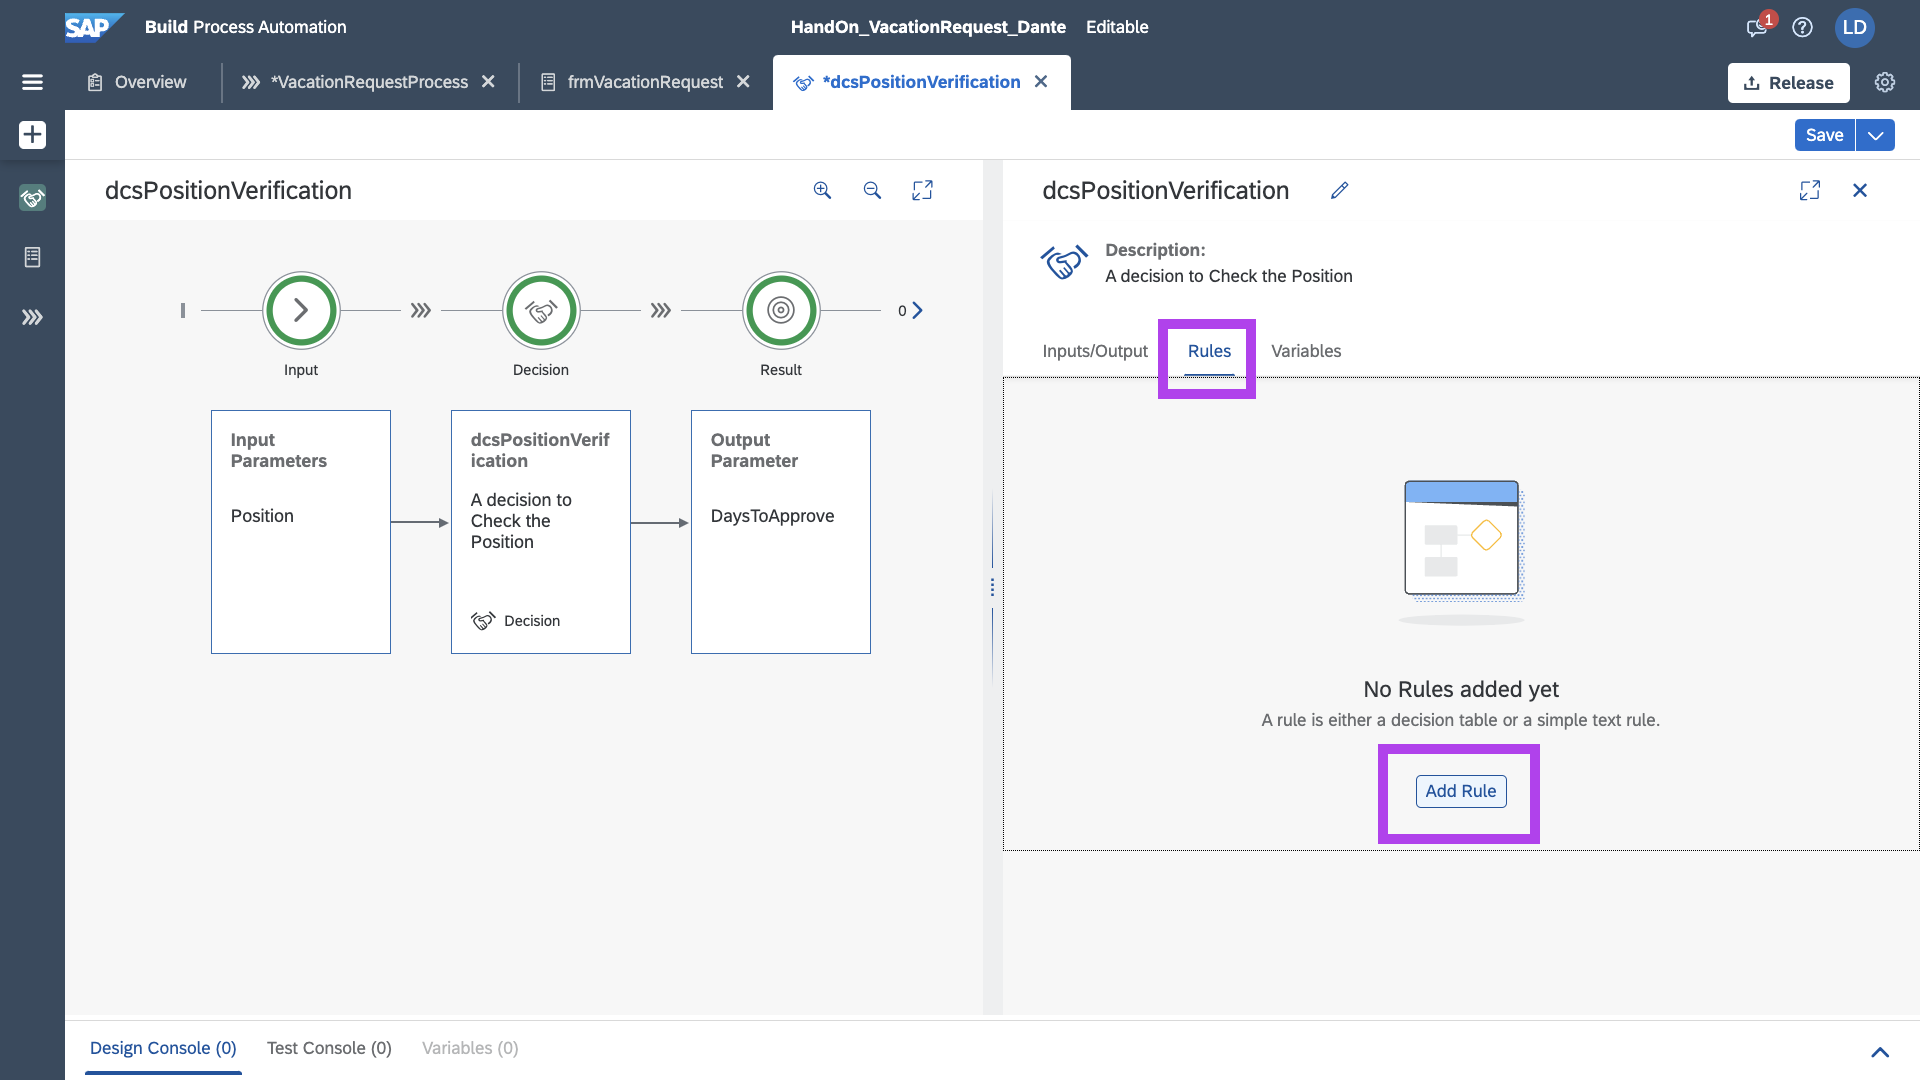 SAP Build Process Automation
HandOn_VacationRequest_Dante Editable
1
LD
Overview
*VacationRequestProcess
frmVacationRequest
*dcsPositionVerification
Release
Save
dcsPositionVerification
Input
Decision
Result
0
Input
Parameters
Position
dcsPositionVerif
ication
A decision to
Check the
Position
Decision
Output
Parameter
DaysToApprove
dcsPositionVerification
Description:
A decision to Check the Position
Inputs/Output Rules Variables
No Rules added yet
A rule is either a decision table or a simple text rule.
Add Rule
Design Console (0) Test Console (0) Variables (0)